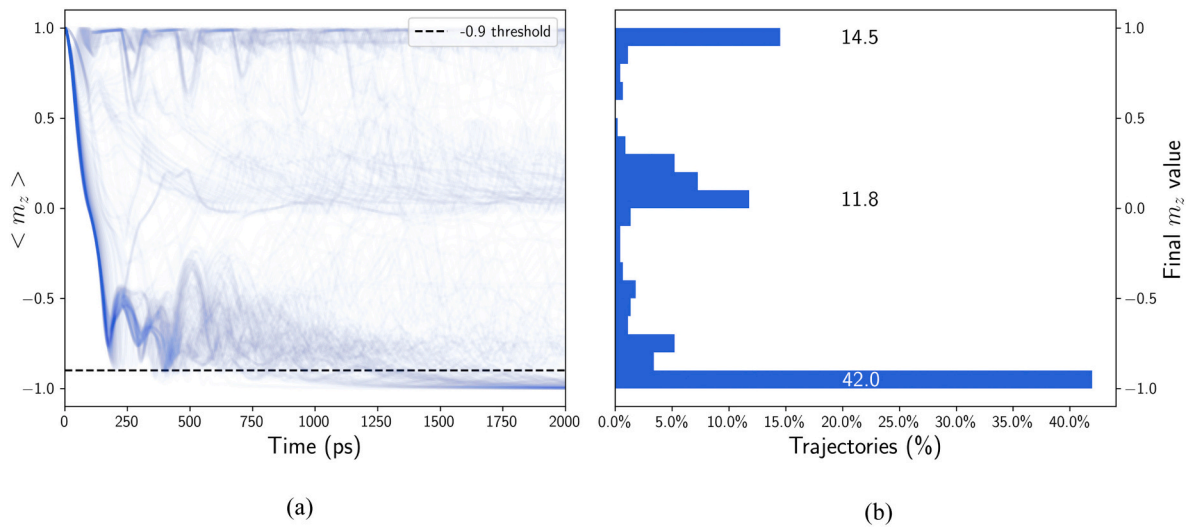 1.0
0.5
0.0
−0.5
−1.0
< m_z >
-0.9 threshold
0 250 500 750 1000 1250 1500 1750 2000
Time (ps)
(a)
14.5
11.8
42.0
1.0
0.5
0.0
−0.5
−1.0
Final m_z value
0.0% 5.0% 10.0% 15.0% 20.0% 25.0% 30.0% 35.0% 40.0%
Trajectories (%)
(b)